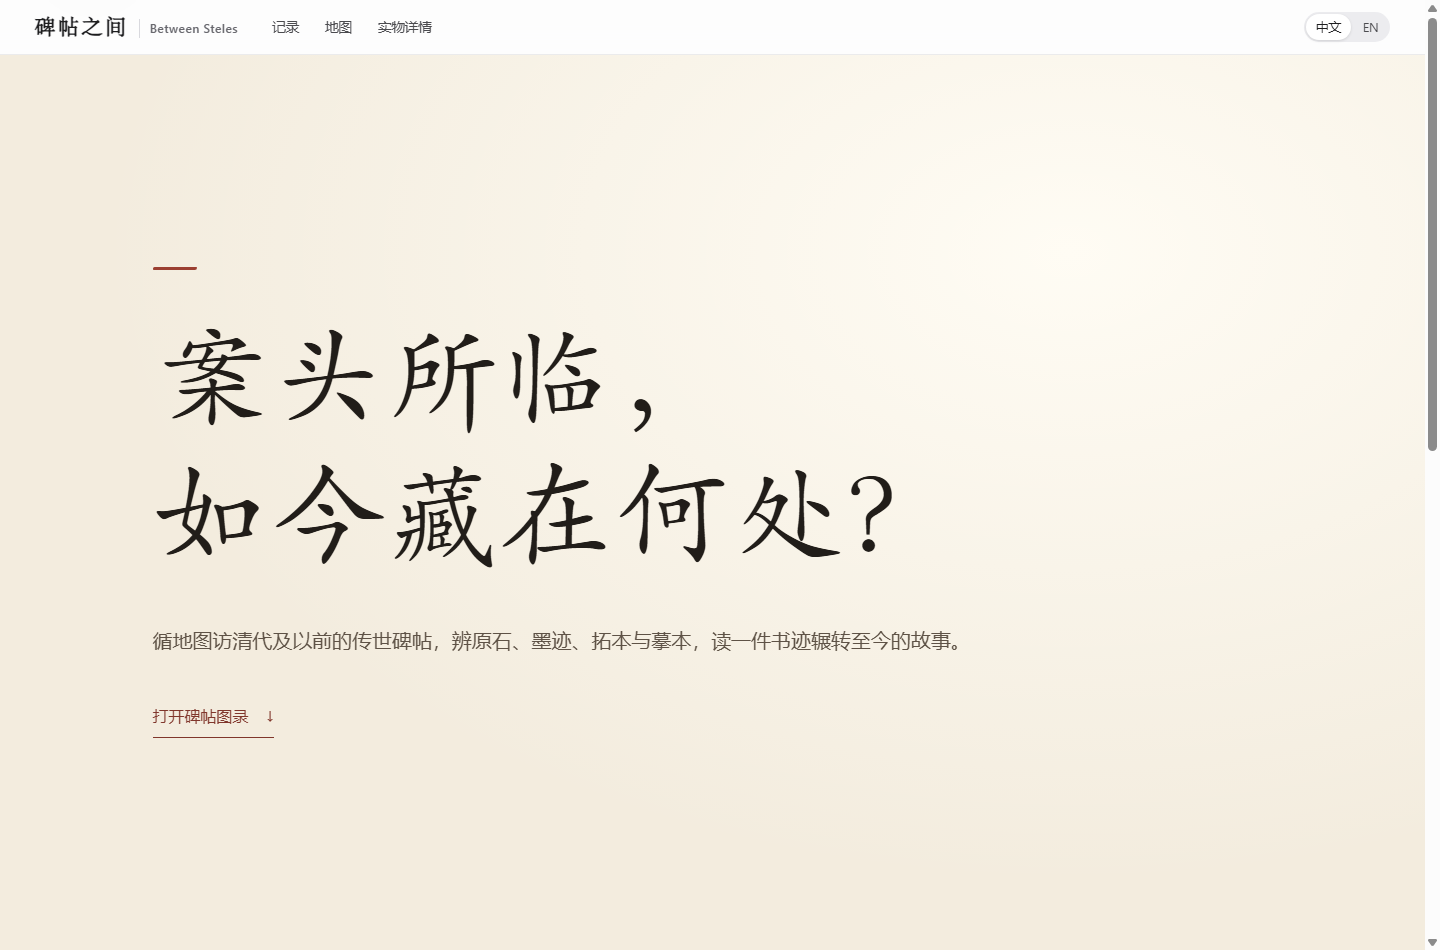 碑帖之间 Between Steles 记录 地图 实物详情 中文 EN
案头所临，
如今藏在何处？
循地图访清代及以前的传世碑帖，辨原石、墨迹、拓本与摹本，读一件书迹辗转至今的故事。
打开碑帖图录 ↓